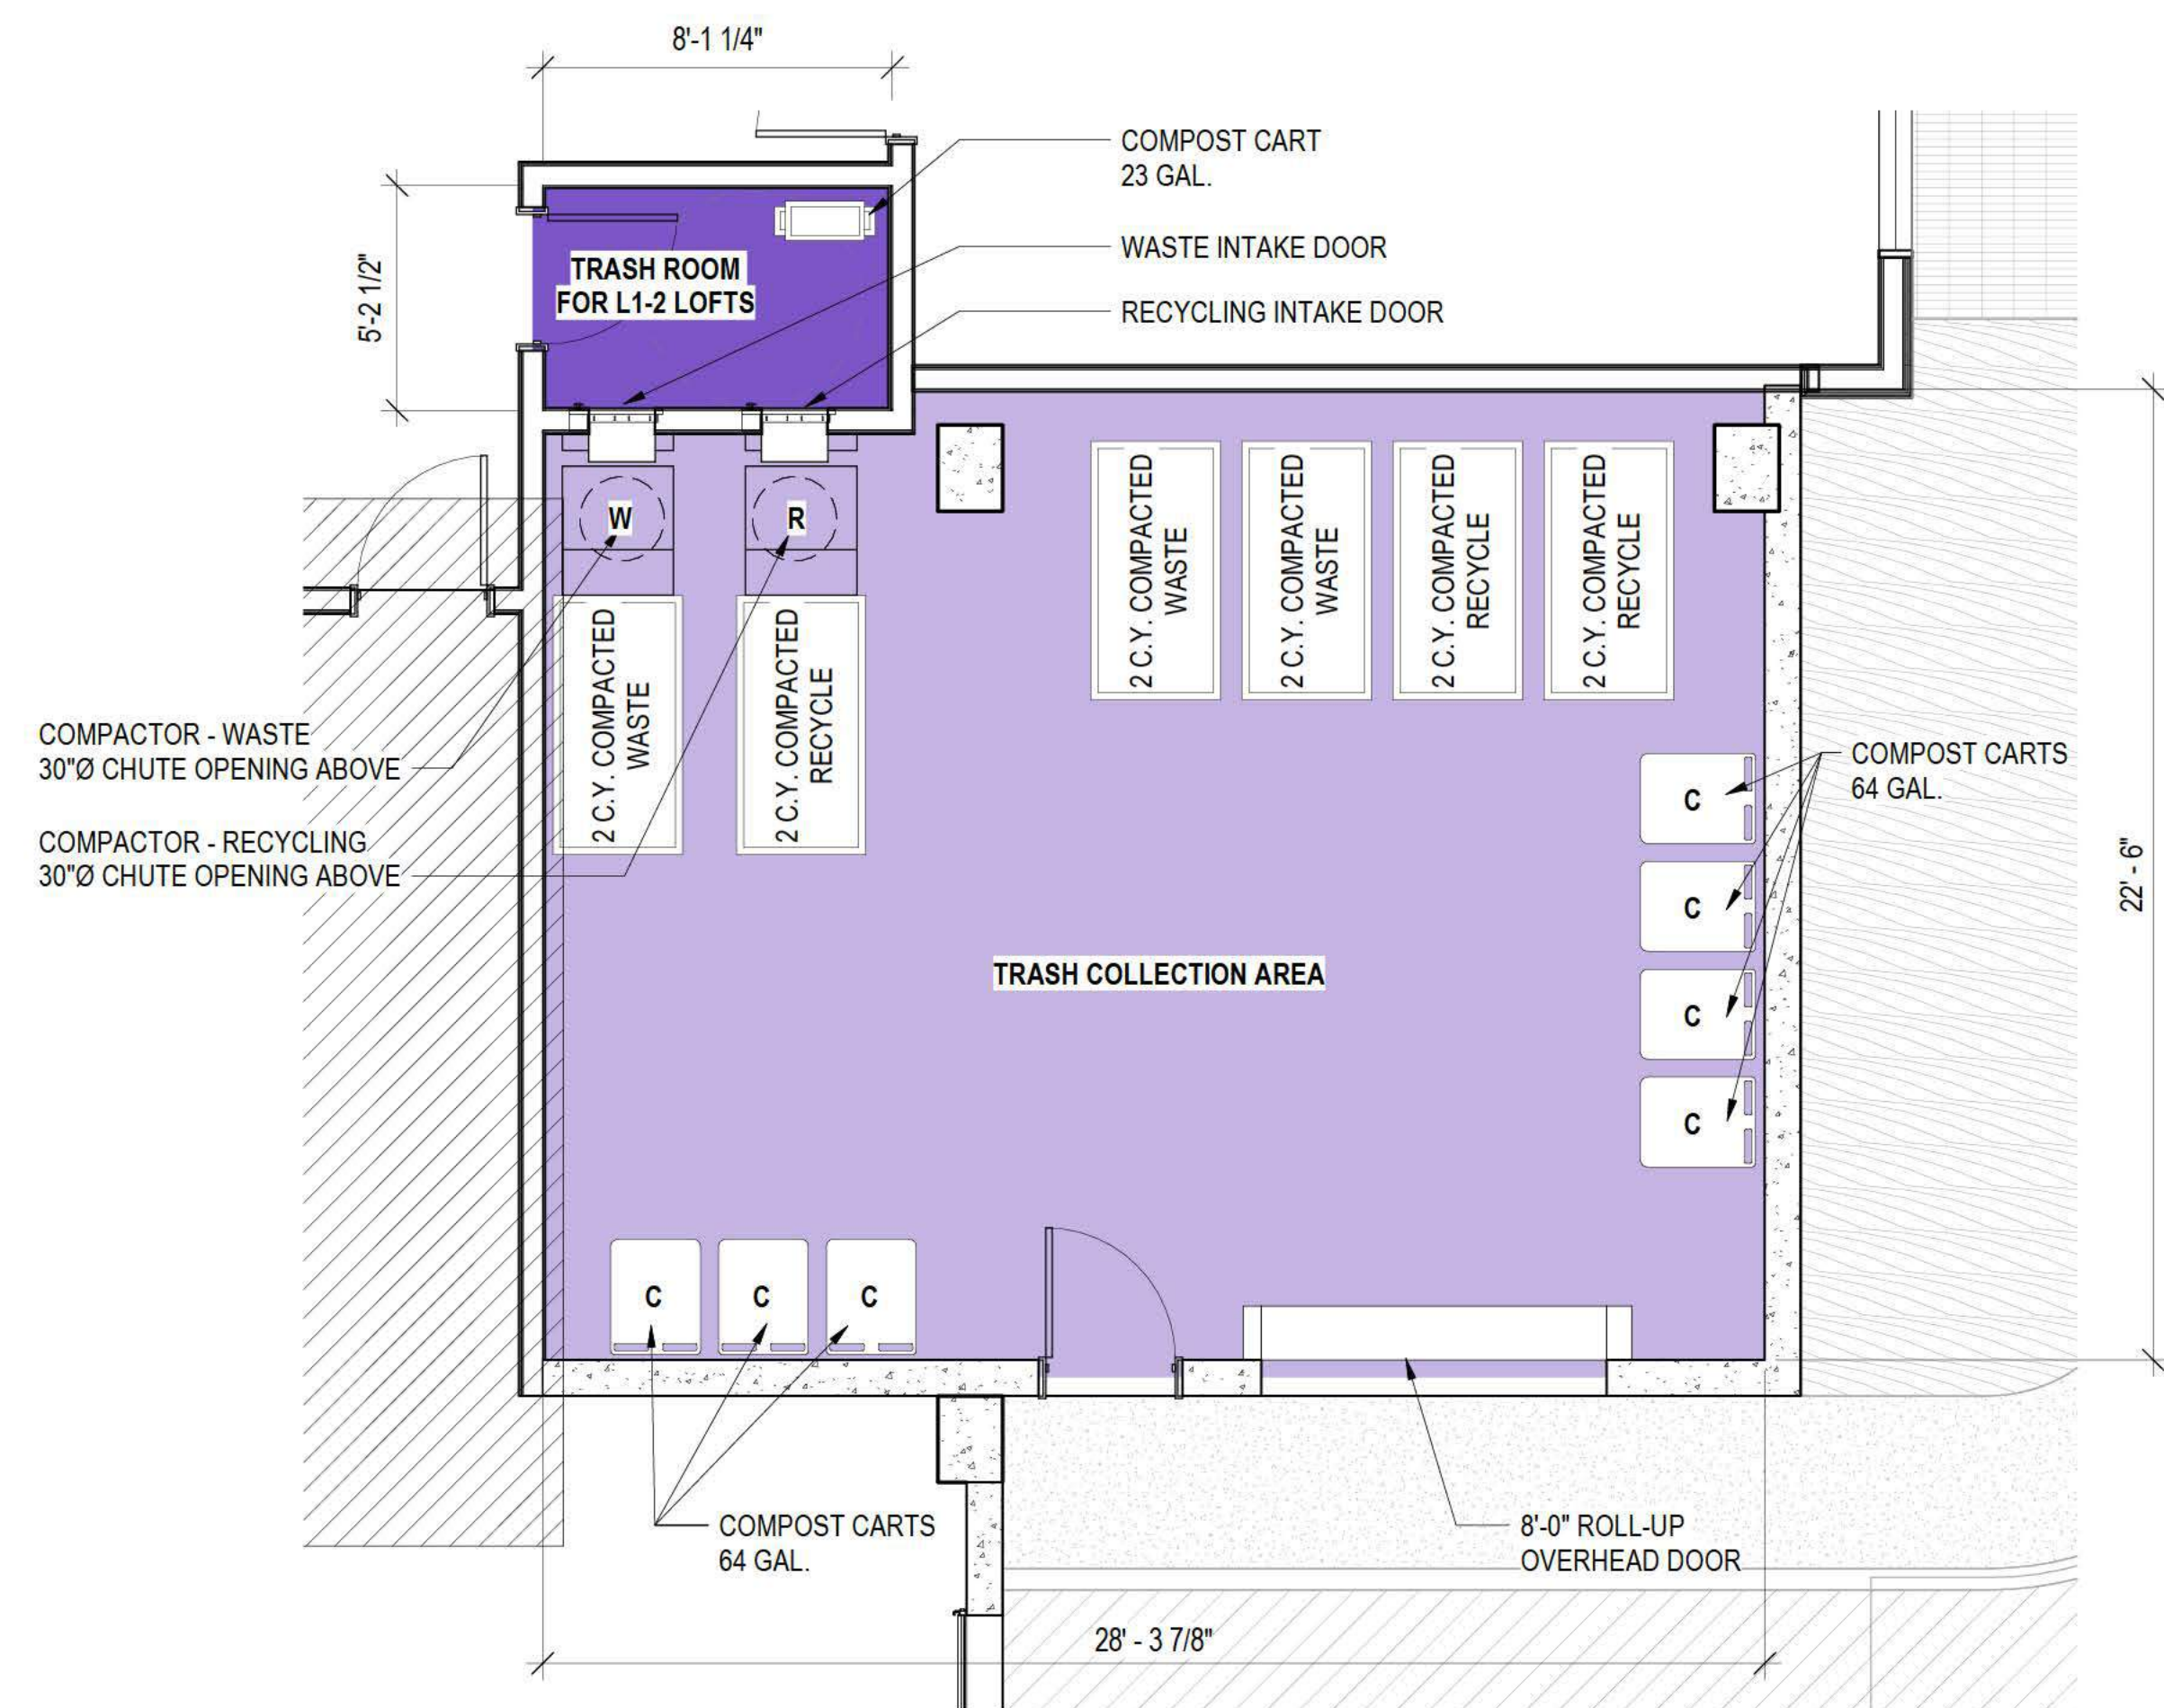 8'-1 1/4"
COMPOST CART
23 GAL.
WASTE INTAKE DOOR
RECYCLING INTAKE DOOR
5'-2 1/2"
TRASH ROOM
FOR L1-2 LOFTS
W
R
2 C.Y. COMPACTED
WASTE
2 C.Y. COMPACTED
RECYCLE
2 C.Y. COMPACTED
WASTE
2 C.Y. COMPACTED
WASTE
2 C.Y. COMPACTED
RECYCLE
2 C.Y. COMPACTED
RECYCLE
COMPACTOR - WASTE
30"Ø CHUTE OPENING ABOVE
COMPACTOR - RECYCLING
30"Ø CHUTE OPENING ABOVE
COMPOST CARTS
64 GAL.
C
C
C
C
22' - 6"
TRASH COLLECTION AREA
C
C
C
COMPOST CARTS
64 GAL.
8'-0" ROLL-UP
OVERHEAD DOOR
28' - 3 7/8"